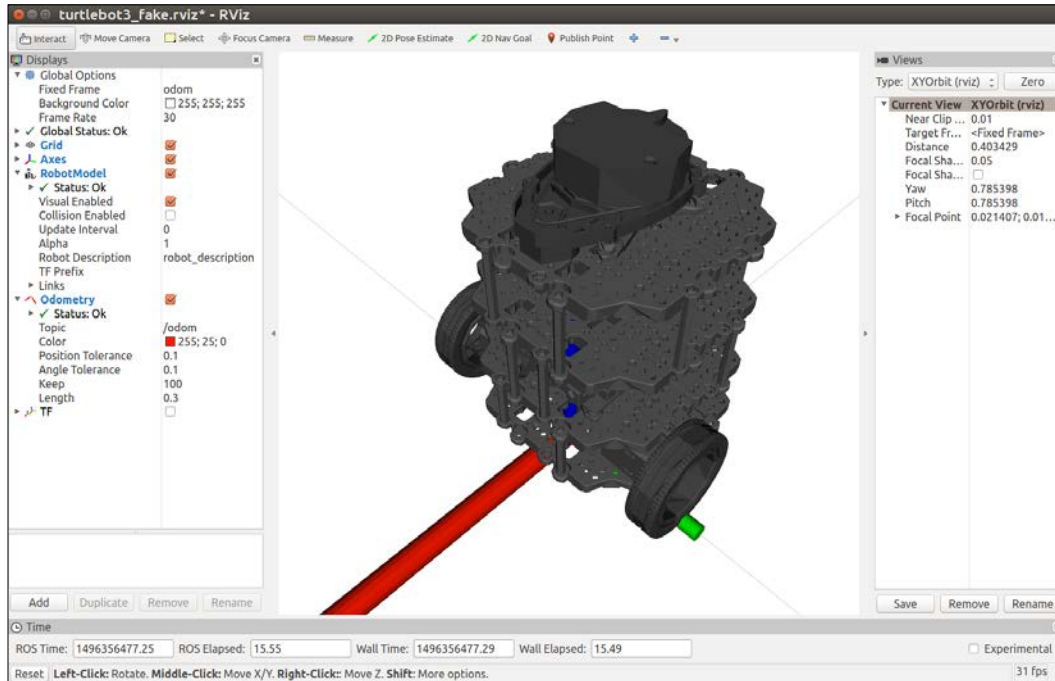 turtlebot3_fake.rviz* - RViz
Interact Move Camera Select Focus Camera Measure 2D Pose Estimate 2D Nav Goal Publish Point
Displays
Global Options
Fixed Frame odom
Background Color 255; 255; 255
Frame Rate 30
Global Status: Ok
Grid
Axes
RobotModel
Status: Ok
Visual Enabled
Collision Enabled
Update Interval 0
Alpha 1
Robot Description robot_description
TF Prefix
Links
Odometry
Status: Ok
Topic /odom
Color 255; 25; 0
Position Tolerance 0.1
Angle Tolerance 0.1
Keep 100
Length 0.3
TF
Add Duplicate Remove Rename
Views
Type: XYOrbit (rviz) Zero
Current View XYOrbit (rviz)
Near Clip ... 0.01
Target Fr... <Fixed Frame>
Distance 0.403429
Focal Sha... 0.05
Focal Sha...
Yaw 0.785398
Pitch 0.785398
Focal Point 0.021407; 0.01...
Save Remove Rename
Time
ROS Time: 1496356477.25 ROS Elapsed: 15.55 Wall Time: 1496356477.29 Wall Elapsed: 15.49 Experimental
Reset Left-Click: Rotate. Middle-Click: Move X/Y. Right-Click:: Move Z. Shift: More options. 31 fps